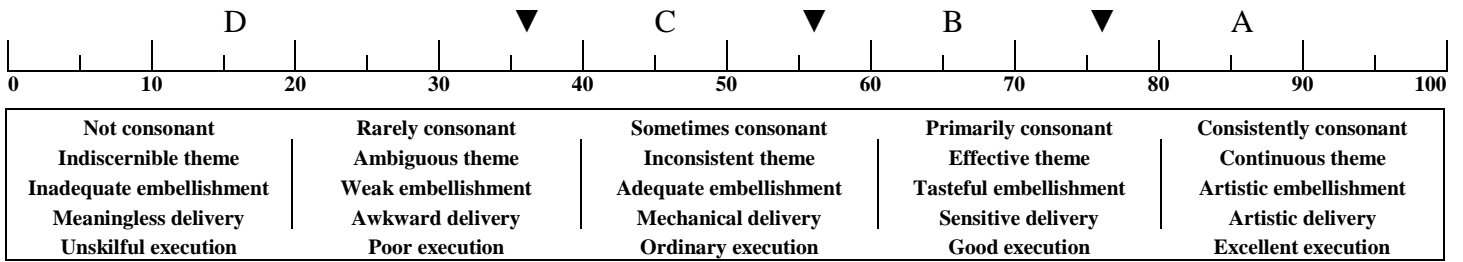 D ▼ C ▼ B ▼ A
0 10 20 30 40 50 60 70 80 90 100
Not consonant Rarely consonant Sometimes consonant Primarily consonant Consistently consonant
Indiscernible theme Ambiguous theme Inconsistent theme Effective theme Continuous theme
Inadequate embellishment Weak embellishment Adequate embellishment Tasteful embellishment Artistic embellishment
Meaningless delivery Awkward delivery Mechanical delivery Sensitive delivery Artistic delivery
Unskilful execution Poor execution Ordinary execution Good execution Excellent execution